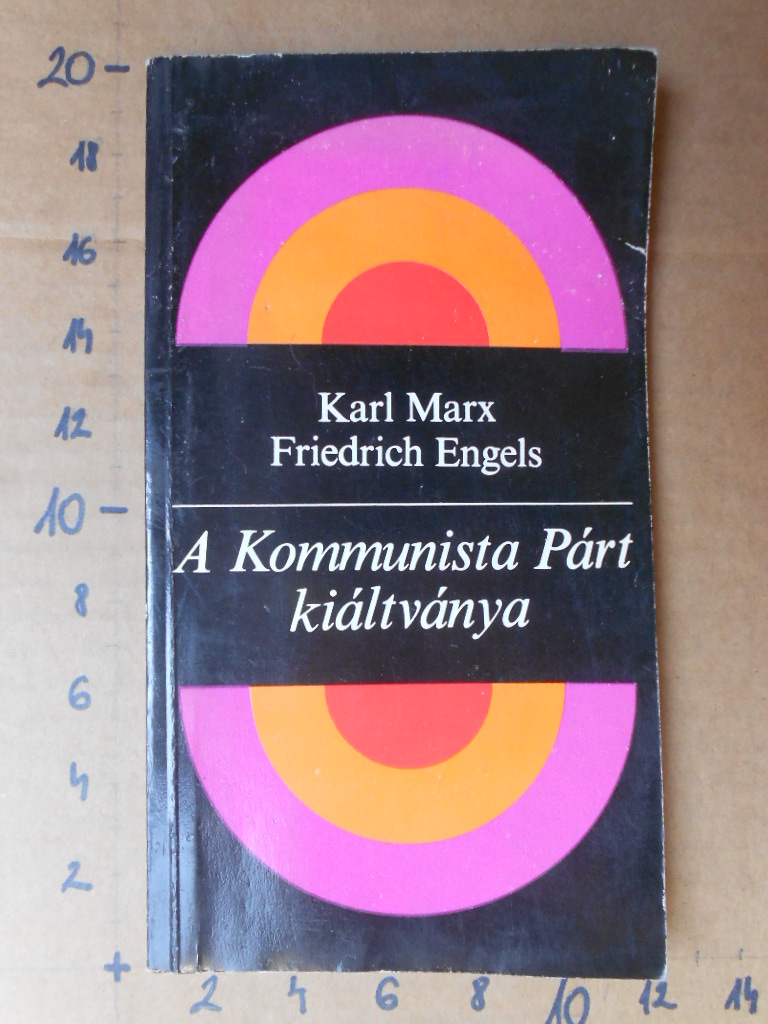 20
18
16
14
12
10
8
6
4
2
+
Karl Marx
Friedrich Engels
A Kommunista Párt
kiáltványa
2 4 6 8 10 12 14